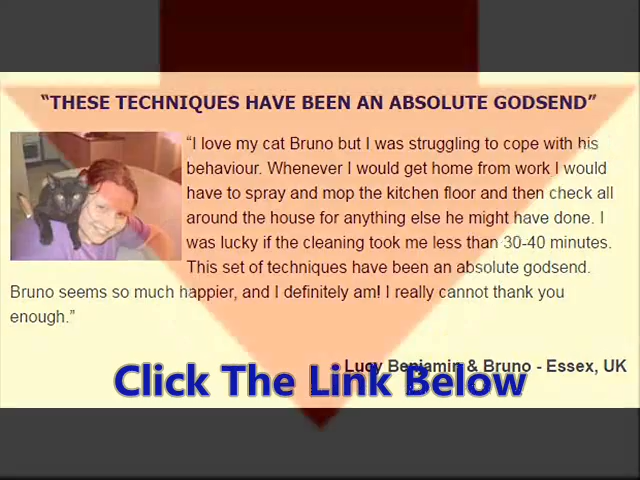 “THESE TECHNIQUES HAVE BEEN AN ABSOLUTE GODSEND”
“I love my cat Bruno but I was struggling to cope with his
behaviour. Whenever I would get home from work I would
have to spray and mop the kitchen floor and then check all
around the house for anything else he might have done. I
was lucky if the cleaning took me less than 30-40 minutes.
This set of techniques have been an absolute godsend.
Bruno seems so much happier, and I definitely am! I really cannot thank you
enough.”
Lucy Benjamin & Bruno - Essex, UK
Click The Link Below